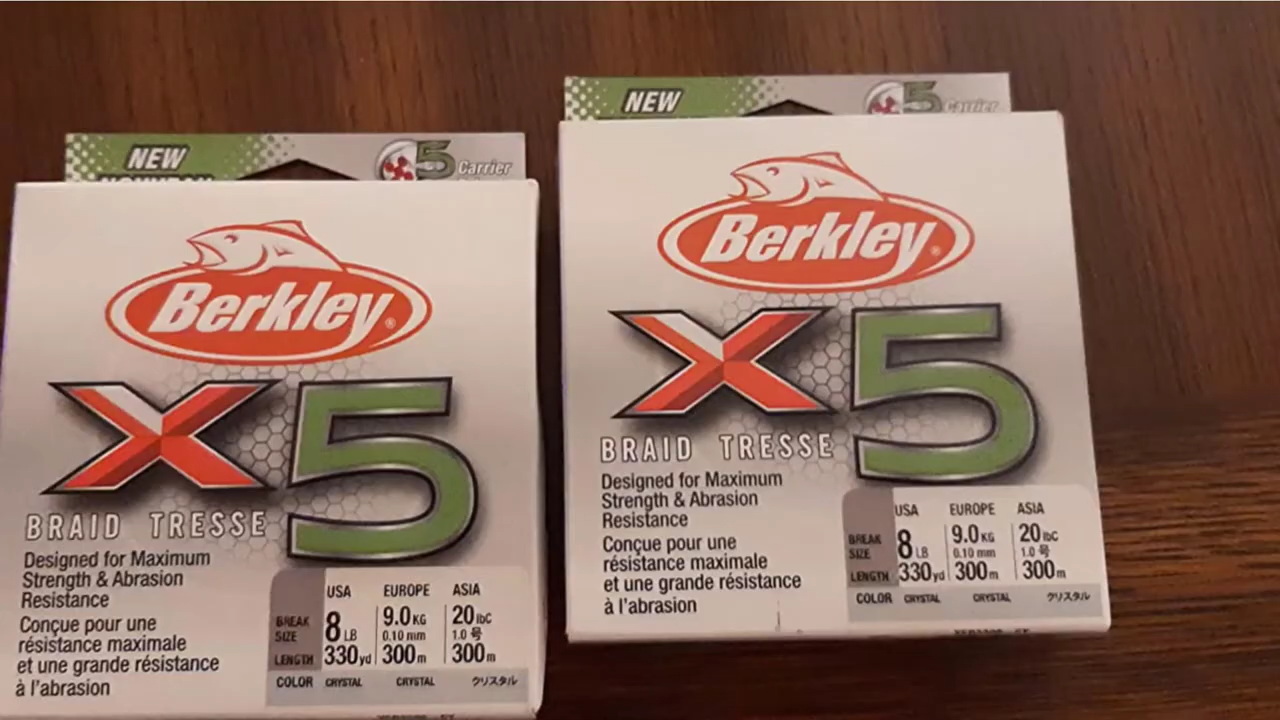 NEW
5 Carrier
Berkley®
X5
BRAID TRESSE
Designed for Maximum
Strength & Abrasion
Resistance
Conçue pour une
résistance maximale
et une grande résistance
à l'abrasion
USA EUROPE ASIA
BREAK 8 LB 9.0 KG 20 lbC
SIZE 0.10 mm 1.0 号
LENGTH 330yd 300m 300m
COLOR CRYSTAL CRYSTAL クリスタル
NEW
5 Carrier
Berkley®
X5
BRAID TRESSE
Designed for Maximum
Strength & Abrasion
Resistance
Conçue pour une
résistance maximale
et une grande résistance
à l'abrasion
USA EUROPE ASIA
BREAK 8 LB 9.0 KG 20 lbC
SIZE 0.10 mm 1.0 号
LENGTH 330yd 300m 300m
COLOR CRYSTAL CRYSTAL クリスタル